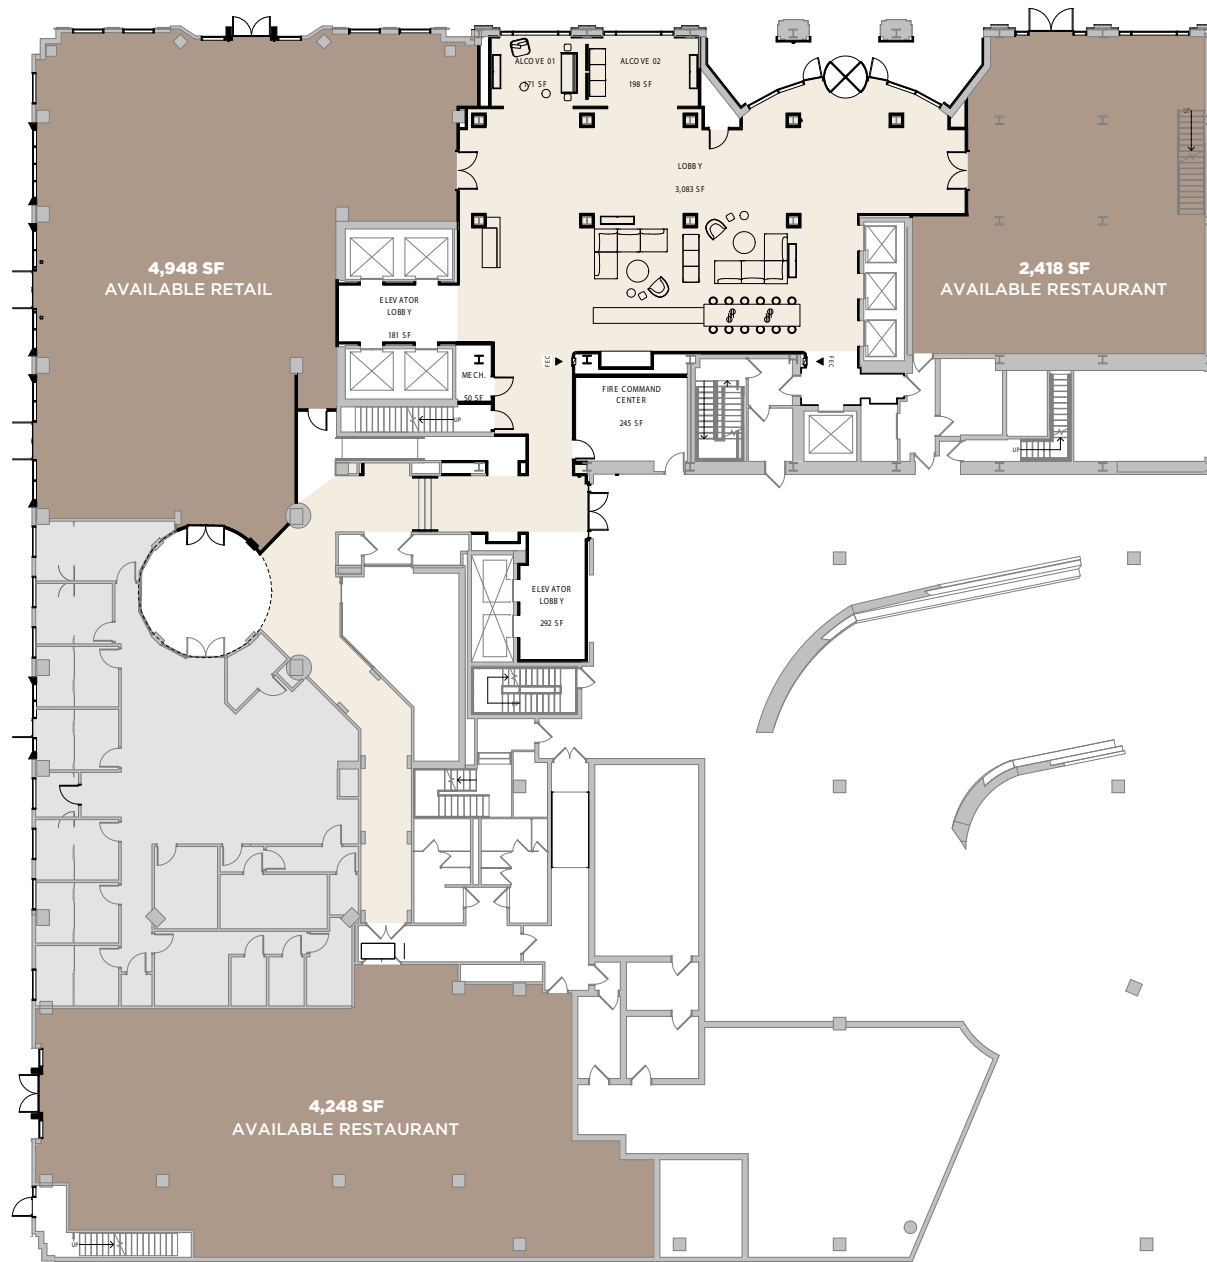 ALCOVE 01
171 SF
ALCOVE 02
198 SF
LOBBY
3,083 SF
4,948 SF
AVAILABLE RETAIL
2,418 SF
AVAILABLE RESTAURANT
ELEVATOR
LOBBY
181 SF
FEC
FEC
MECH.
50 SF
FIRE COMMAND
CENTER
245 SF
UP
UP
ELEVATOR
LOBBY
292 SF
UP
4,248 SF
AVAILABLE RESTAURANT
UP